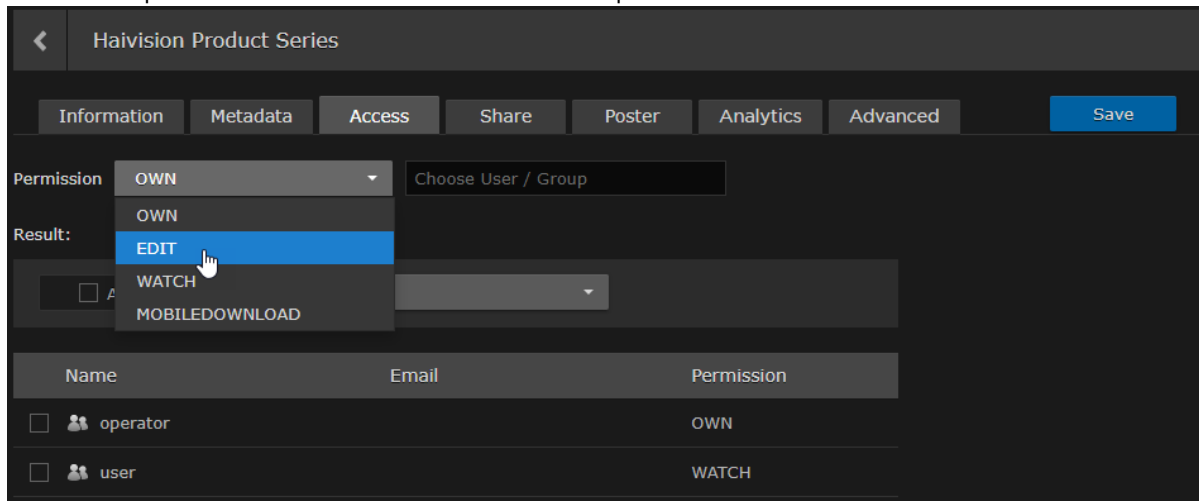 Haivision Product Series
Information Metadata Access Share Poster Analytics Advanced Save
Permission OWN Choose User / Group
OWN
Result:
EDIT
WATCH
MOBILEDOWNLOAD
Name Email Permission
operator OWN
user WATCH